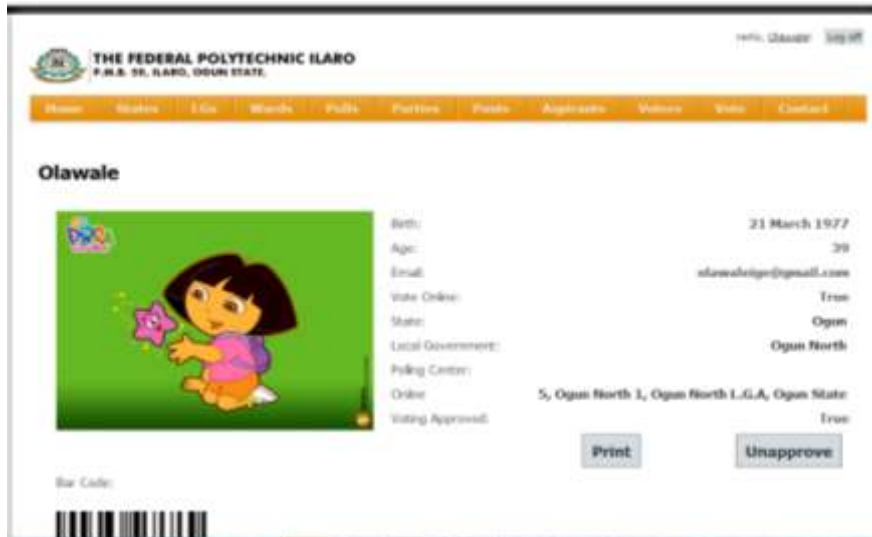 Hello, Olawale! Log off
THE FEDERAL POLYTECHNIC ILARO
P.M.B. 50, ILARO, OGUN STATE.
Home States LGs Wards Polls Parties Posts Aspirants Voters Vote Contact
Olawale
Birth: 21 March 1977
Age: 39
Email:
Vote Online: True
State: Ogun
Local Government: Ogun North
Polling Center:
Online 5, Ogun North 1, Ogun North L.G.A, Ogun State
Voting Approved: True
Print Unapprove
Bar Code: